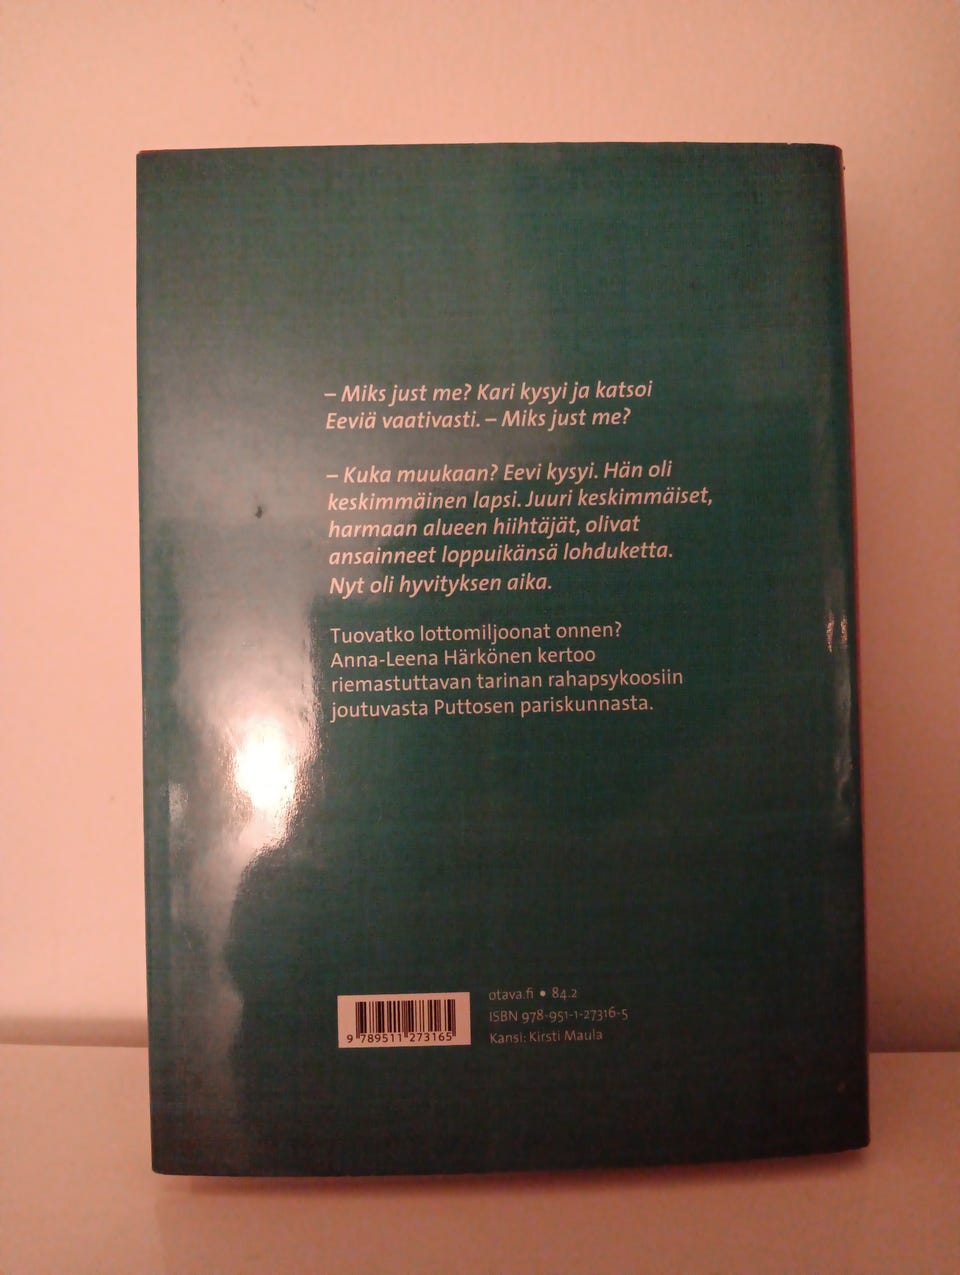 – Miks just me? Kari kysyi ja katsoi
Eeviä vaativasti. – Miks just me?
– Kuka muukaan? Eevi kysyi. Hän oli
keskimmäinen lapsi. Juuri keskimmäiset,
harmaan alueen hiihtäjät, olivat
ansainneet loppuikänsä lohduketta.
Nyt oli hyvityksen aika.
Tuovatko lottomiljoonat onnen?
Anna-Leena Härkönen kertoo
riemastuttavan tarinan rahapsykoosiin
joutuvasta Puttosen pariskunnasta.
otava.fi • 84.2
ISBN 978-951-1-27316-5
Kansi: Kirsti Maula
9 789511 273165